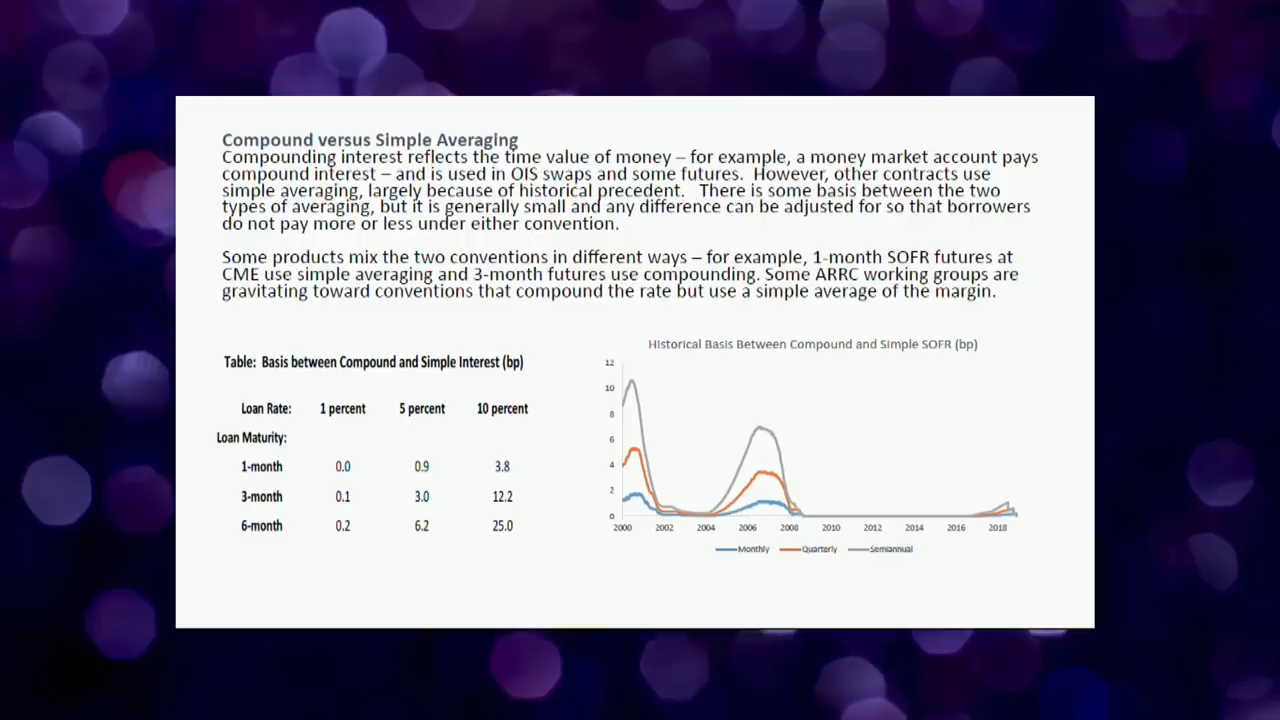 Compound versus Simple Averaging
Compounding interest reflects the time value of money – for example, a money market account pays
compound interest – and is used in OIS swaps and some futures.  However, other contracts use
simple averaging, largely because of historical precedent.   There is some basis between the two
types of averaging, but it is generally small and any difference can be adjusted for so that borrowers
do not pay more or less under either convention.
Some products mix the two conventions in different ways – for example, 1-month SOFR futures at
CME use simple averaging and 3-month futures use compounding. Some ARRC working groups are
gravitating toward conventions that compound the rate but use a simple average of the margin.
Table:  Basis between Compound and Simple Interest (bp)
Loan Rate: 1 percent 5 percent 10 percent
Loan Maturity:
1-month 0.0 0.9 3.8
3-month 0.1 3.0 12.2
6-month 0.2 6.2 25.0
Historical Basis Between Compound and Simple SOFR (bp)
12
10
8
6
4
2
0
2000 2002 2004 2006 2008 2010 2012 2014 2016 2018
Monthly Quarterly Semiannual